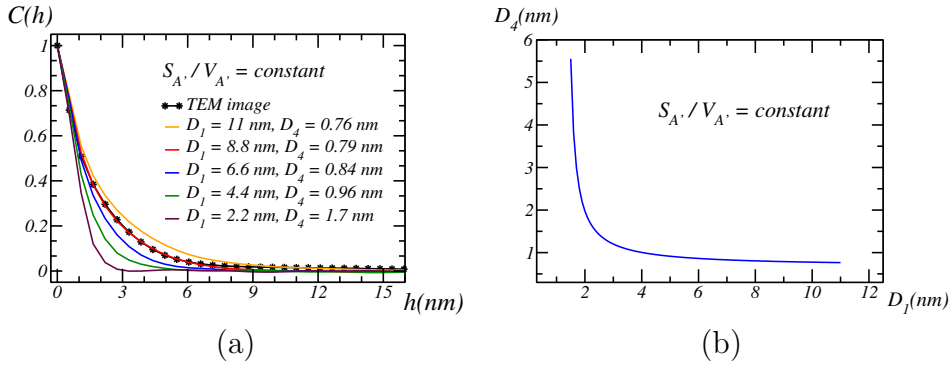 C(h)
1
0.8
0.6
0.4
0.2
0
S_A' / V_A' = constant
TEM image
D_1 = 11 nm, D_4 = 0.76 nm
D_1 = 8.8 nm, D_4 = 0.79 nm
D_1 = 6.6 nm, D_4 = 0.84 nm
D_1 = 4.4 nm, D_4 = 0.96 nm
D_1 = 2.2 nm, D_4 = 1.7 nm
0 3 6 9 12 15
h(nm)
(a)
D_4(nm)
6
5
4
3
2
1
S_A' / V_A' = constant
2 4 6 8 10 12
D_1(nm)
(b)